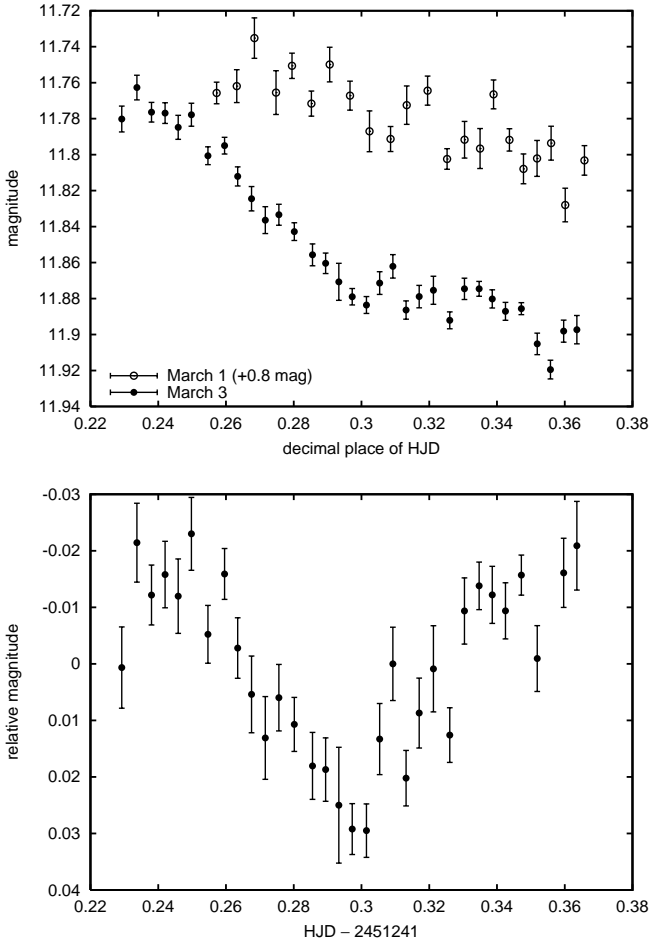 11.72
11.74
11.76
11.78
11.8
11.82
11.84
11.86
11.88
11.9
11.92
11.94
magnitude
March 1 (+0.8 mag)
March 3
0.22 0.24 0.26 0.28 0.3 0.32 0.34 0.36 0.38
decimal place of HJD
-0.03
-0.02
-0.01
0
0.01
0.02
0.03
0.04
relative magnitude
0.22 0.24 0.26 0.28 0.3 0.32 0.34 0.36 0.38
HJD − 2451241